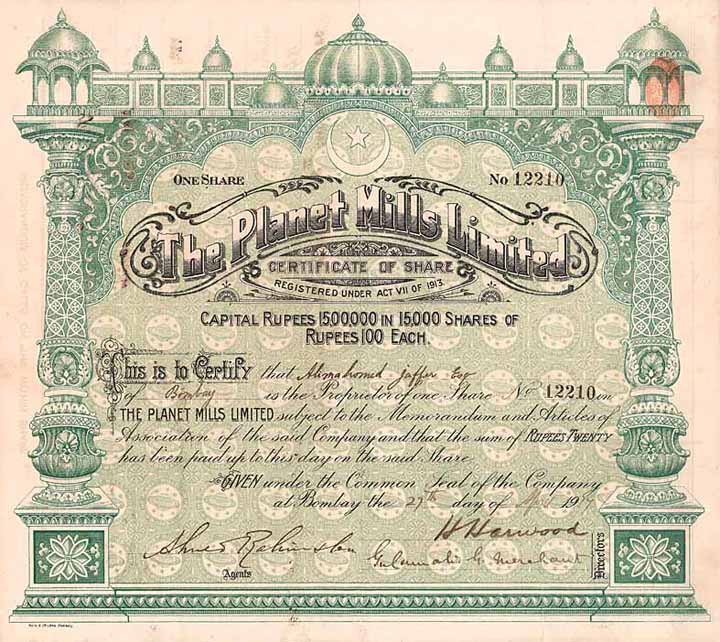 ONE SHARE No 12210
The Planet Mills Limited
CERTIFICATE OF SHARE
REGISTERED UNDER ACT VII OF 1913.
CAPITAL RUPEES 15,00,000 IN 15,000 SHARES OF
RUPEES 100 EACH.
This is to Certify that Alimahomed Jaffer Esq
of Bombay is the Proprietor of one Share No 12210 in
THE PLANET MILLS LIMITED subject to the Memorandum and Articles of
Association of the said Company and that the sum of RUPEES TWENTY
has been paid up to this day on the said Share
GIVEN under the Common Seal of the Company
at Bombay the 27th day of 19
H Harwood
G. Merchant
Agents
Directors